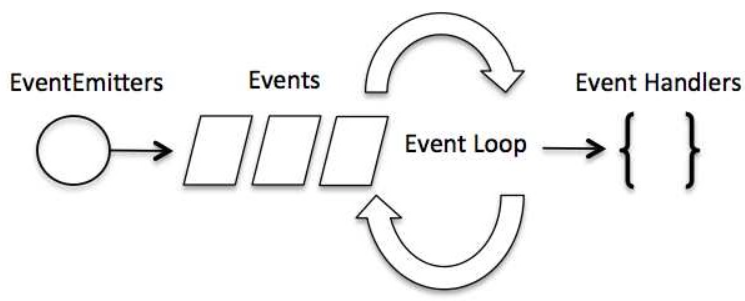 EventEmitters
Events
Event Handlers
Event Loop
{ }